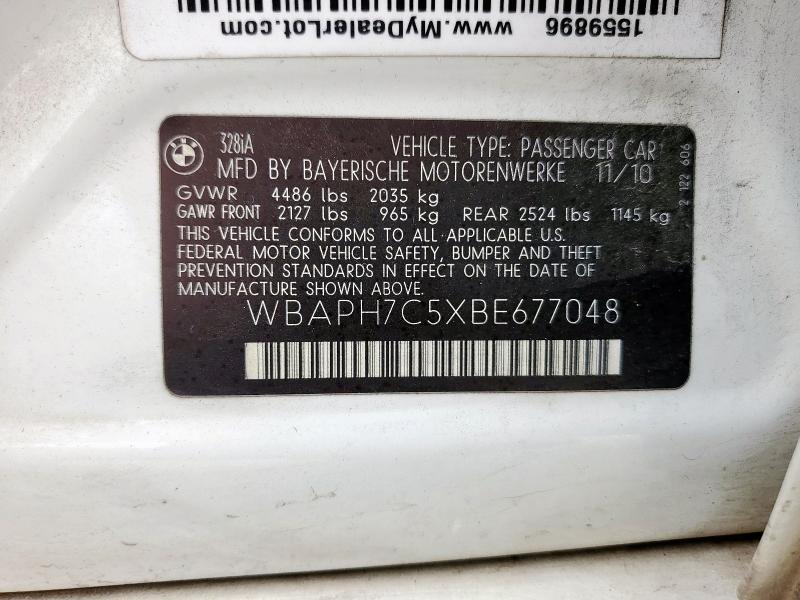 1559896 www.MyDealerLot.com
BMW
328iA VEHICLE TYPE: PASSENGER CAR
MFD BY BAYERISCHE MOTORENWERKE 11/10
GVWR 4486 lbs 2035 kg
GAWR FRONT 2127 lbs 965 kg REAR 2524 lbs 1145 kg
THIS VEHICLE CONFORMS TO ALL APPLICABLE U.S.
FEDERAL MOTOR VEHICLE SAFETY, BUMPER AND THEFT
PREVENTION STANDARDS IN EFFECT ON THE DATE OF
MANUFACTURE SHOWN ABOVE.
WBAPH7C5XBE677048
2 122 606